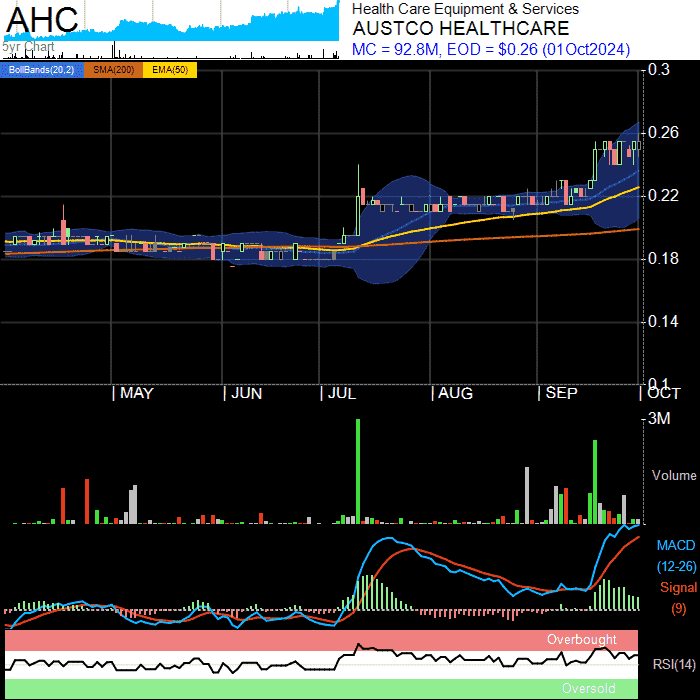 AHC
5yr Chart
Health Care Equipment & Services
AUSTCO HEALTHCARE
MC = 92.8M, EOD = $0.26 (01Oct2024)
BollBands(20,2) SMA(200) EMA(50)
0.3
0.26
0.22
0.18
0.14
0.1
MAY JUN JUL AUG SEP OCT
3M
Volume
MACD
(12-26)
Signal
(9)
Overbought
RSI(14)
Oversold